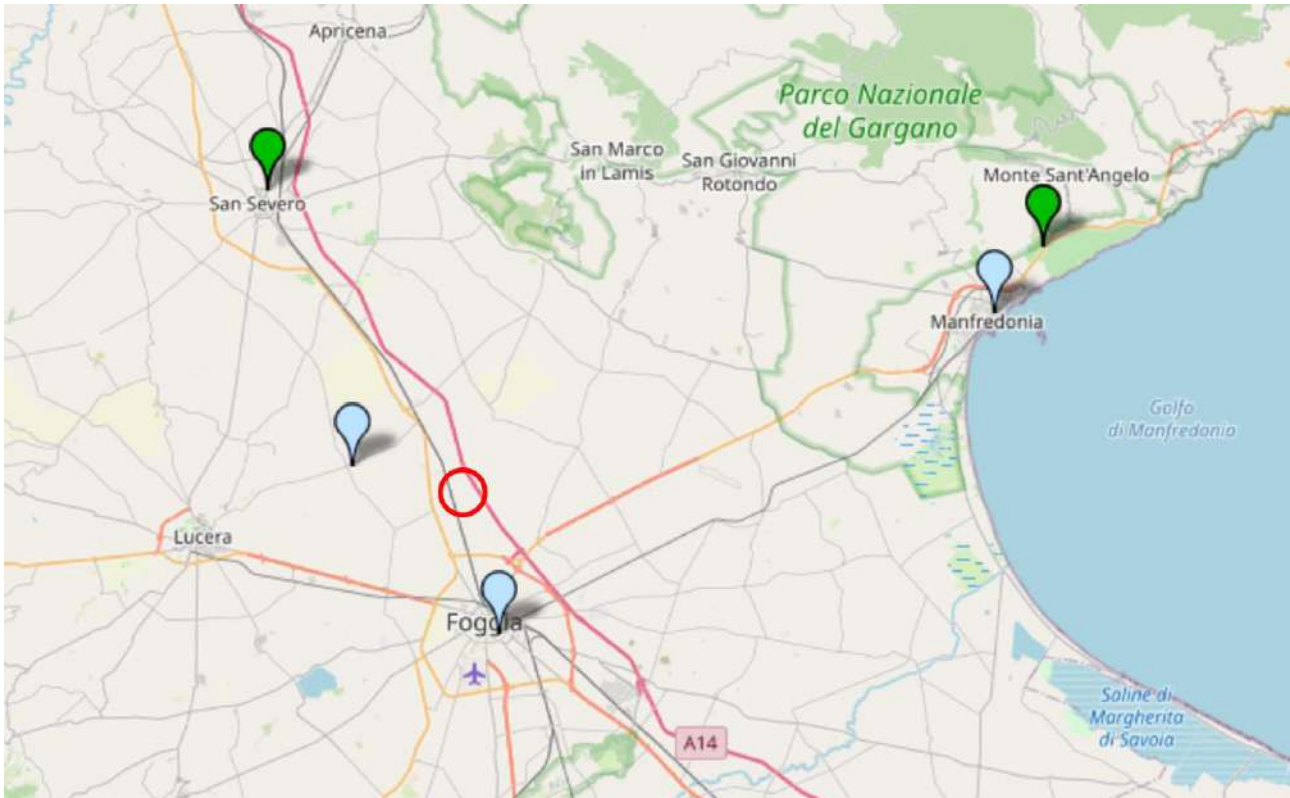 Apricena
Parco Nazionale
del Gargano
San Marco
in Lamis
San Giovanni
Rotondo
Monte Sant'Angelo
San Severo
Manfredonia
Golfo
di Manfredonia
Lucera
Foggia
Saline di
Margherita
di Savoia
A14